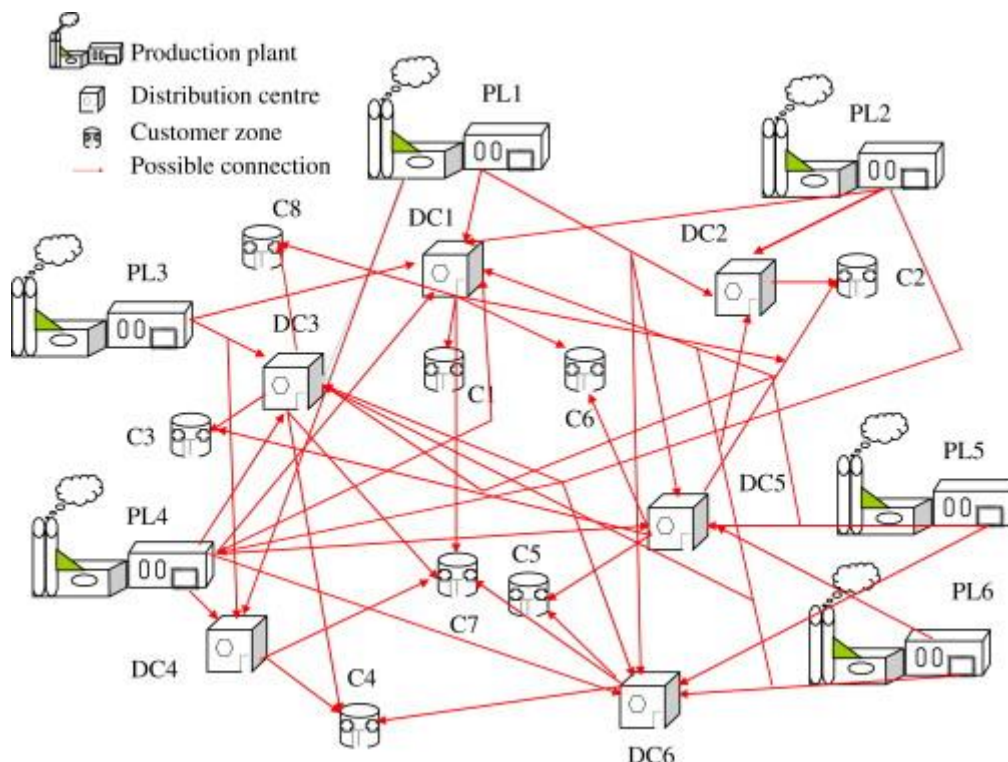 Production plant
Distribution centre
Customer zone
Possible connection
PL1
PL2
C8
DC1
DC2
PL3
C2
DC3
C1
C6
C3
PL5
DC5
PL4
C5
PL6
C7
DC4
C4
DC6